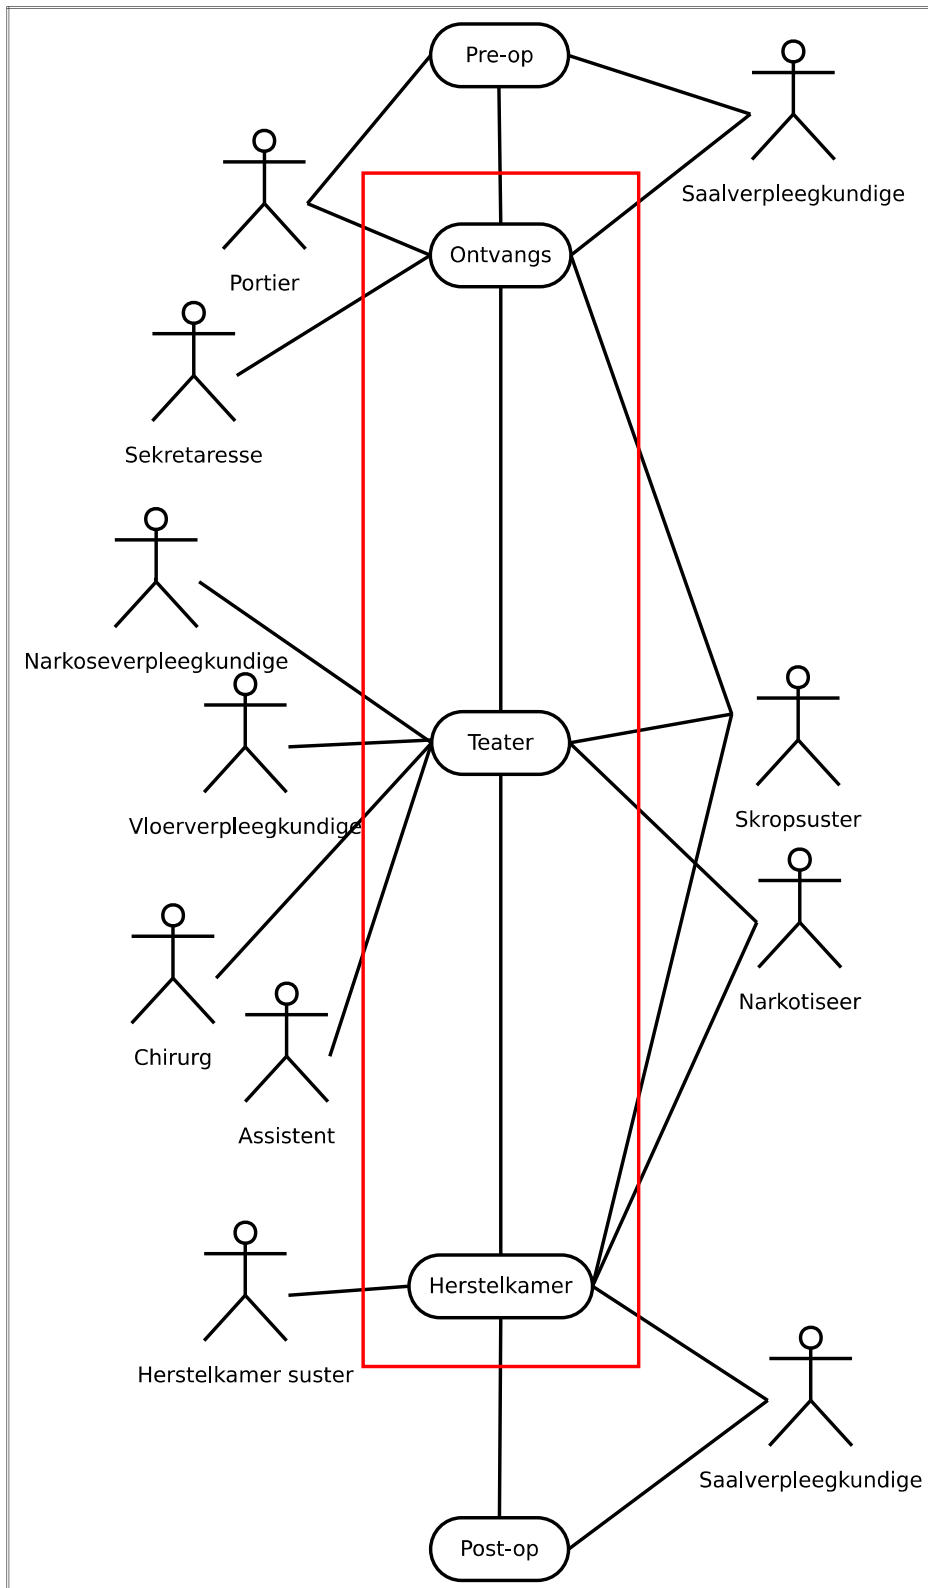 Pre-op
Saalverpleegkundige
Ontvangs
Portier
Sekretaresse
Narkoseverpleegkundige
Teater
Vloerverpleegkundige
Skropsuster
Narkotiseer
Chirurg
Assistent
Herstelkamer
Herstelkamer suster
Saalverpleegkundige
Post-op